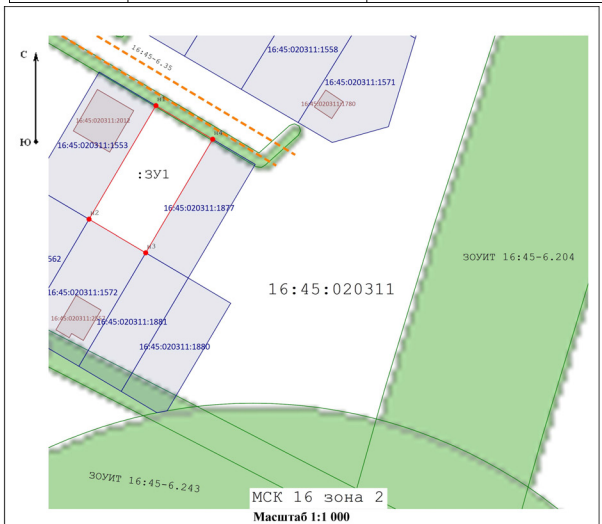 С
Ю
16:45-6.35
16:45:020311:1558
16:45:020311:1571
16:45:020311:1780
н1
16:45:020311:2012
н4
16:45:020311:1553
:ЗУ1
16:45:020311:1877
н2
н3
562
ЗОУИТ 16:45-6.204
16:45:020311
16:45:020311:1572
16:45:020311:1881
16:45:020311:1880
ЗОУИТ 16:45-6.243
МСК 16 зона 2
Масштаб 1:1 000